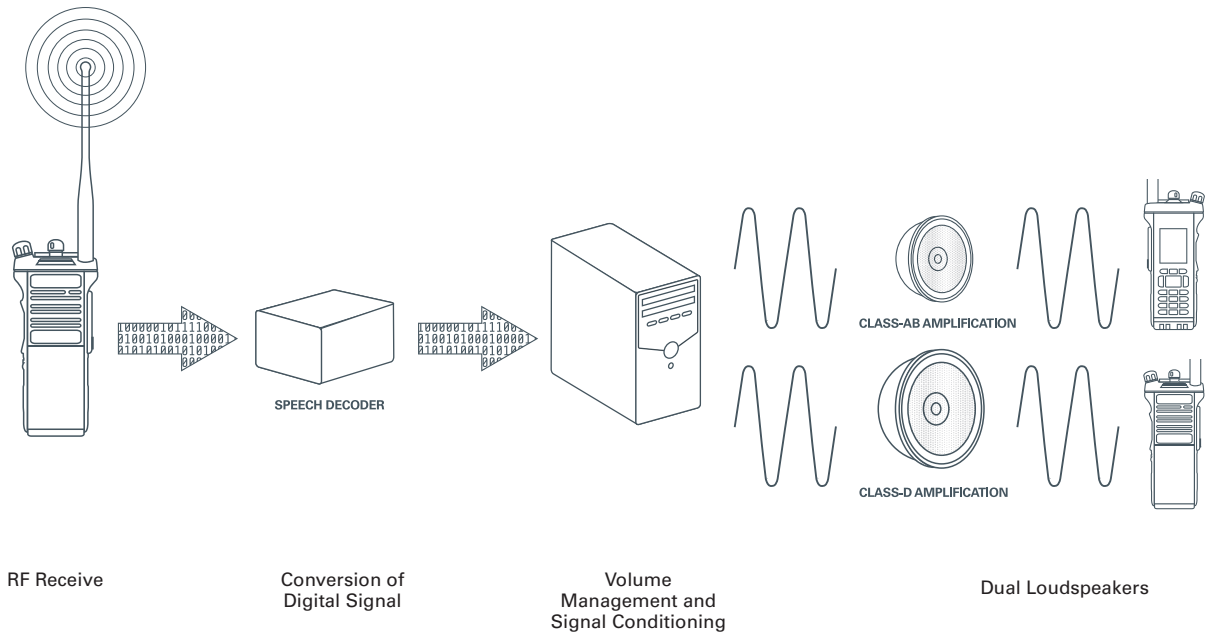 SPEECH DECODER
CLASS-AB AMPLIFICATION
CLASS-D AMPLIFICATION
RF Receive
Conversion of
Digital Signal
Volume
Management and
Signal Conditioning
Dual Loudspeakers